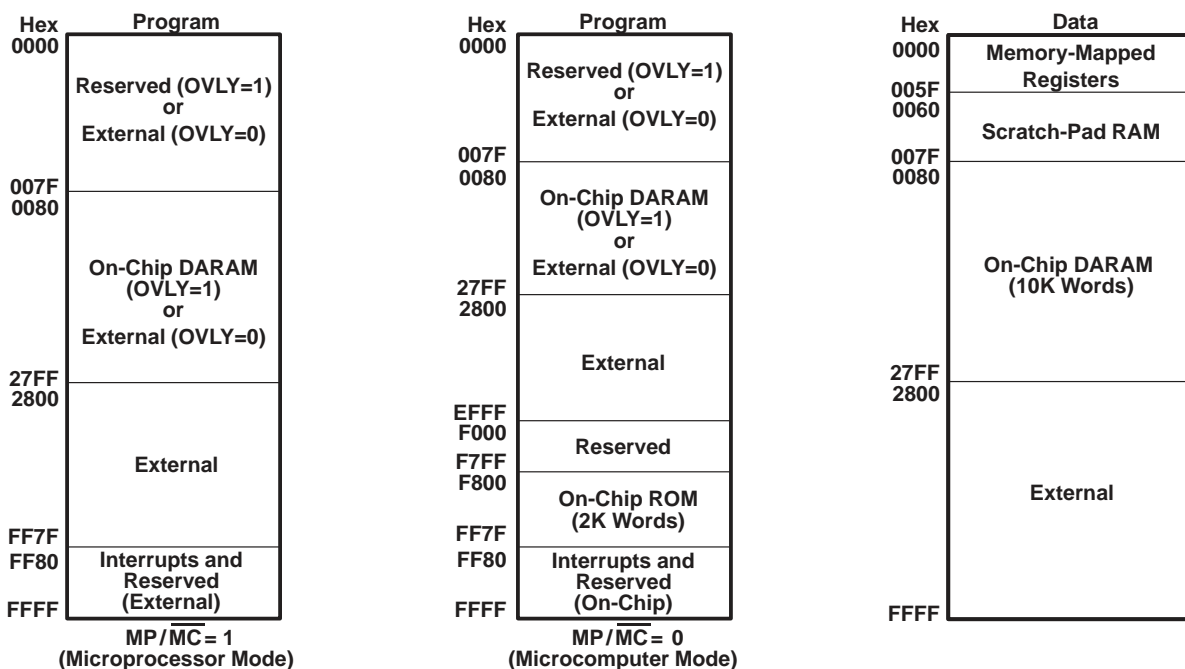 Hex Program
0000
Reserved (OVLY=1)
or
External (OVLY=0)
007F
0080
On-Chip DARAM
(OVLY=1)
or
External (OVLY=0)
27FF
2800
External
FF7F
FF80
Interrupts and
Reserved
(External)
FFFF
MP/MC = 1
(Microprocessor Mode)
Hex Program
0000
Reserved (OVLY=1)
or
External (OVLY=0)
007F
0080
On-Chip DARAM
(OVLY=1)
or
External (OVLY=0)
27FF
2800
External
EFFF
F000
Reserved
F7FF
F800
On-Chip ROM
(2K Words)
FF7F
FF80
Interrupts and
Reserved
(On-Chip)
FFFF
MP/MC = 0
(Microcomputer Mode)
Hex Data
0000
Memory-Mapped
Registers
005F
0060
Scratch-Pad RAM
007F
0080
On-Chip DARAM
(10K Words)
27FF
2800
External
FFFF